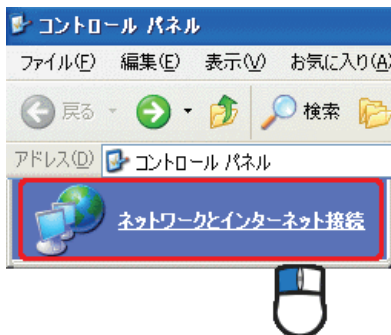 コントロール パネル
ファイル(F) 編集(E) 表示(V) お気に入り(A)
戻る 検索
アドレス(D) コントロール パネル
ネットワークとインターネット接続